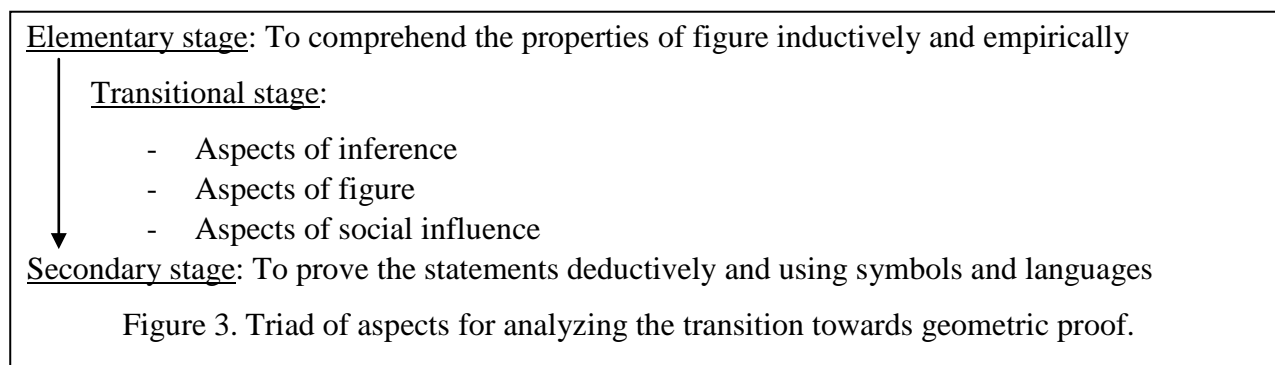 Elementary stage: To comprehend the properties of figure inductively and empirically
Transitional stage:
- Aspects of inference
- Aspects of figure
- Aspects of social influence
Secondary stage: To prove the statements deductively and using symbols and languages
Figure 3. Triad of aspects for analyzing the transition towards geometric proof.